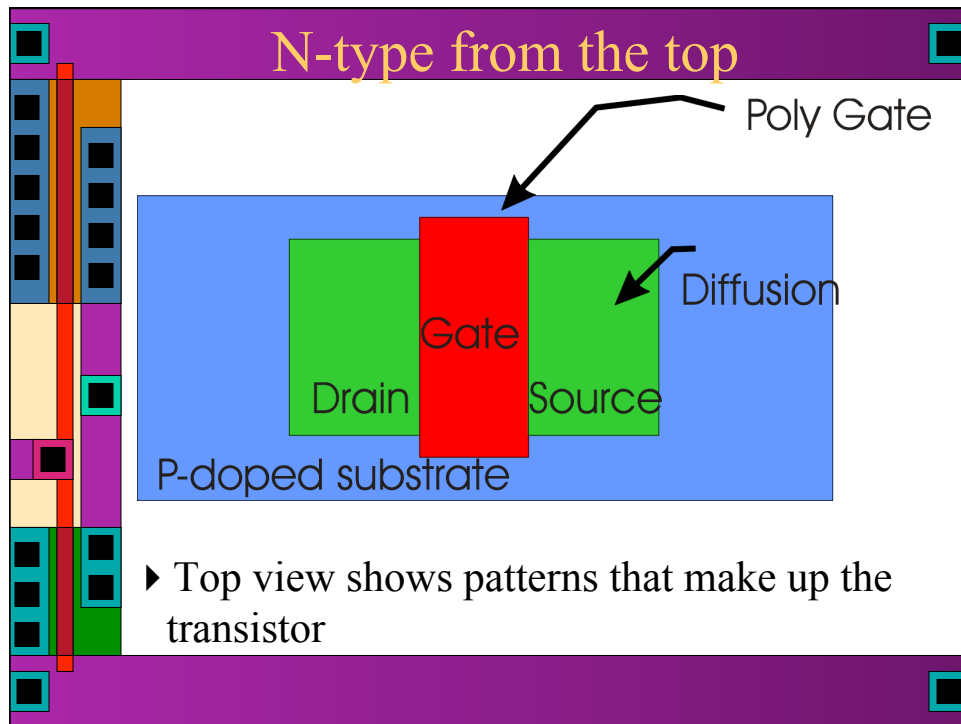 N-type from the top
Poly Gate
Diffusion
Gate
Drain
Source
P-doped substrate
Top view shows patterns that make up the
transistor